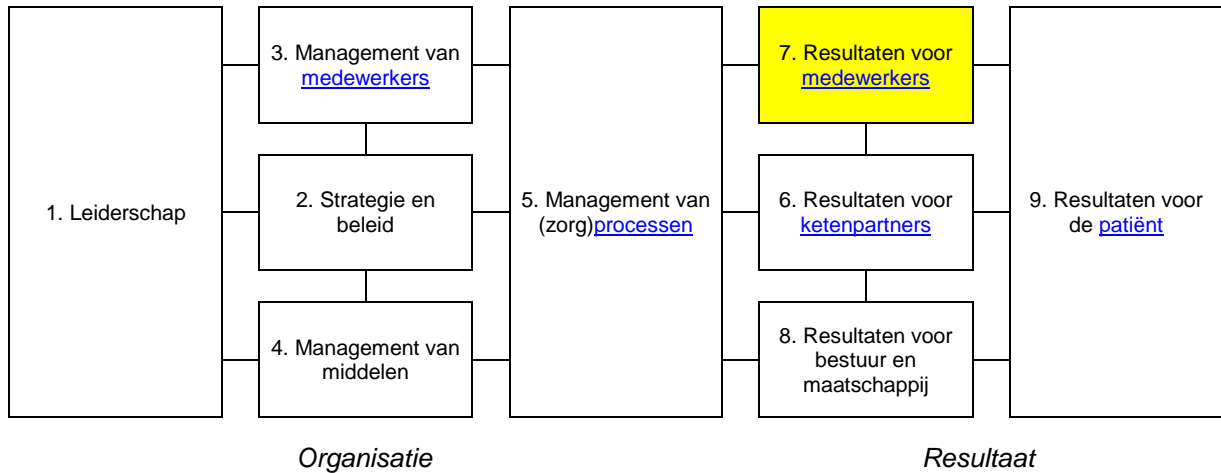 1. Leiderschap
3. Management van
medewerkers
2. Strategie en
beleid
4. Management van
middelen
5. Management van
(zorg)processen
7. Resultaten voor
medewerkers
6. Resultaten voor
ketenpartners
8. Resultaten voor
bestuur en
maatschappij
9. Resultaten voor
de patiënt
Organisatie
Resultaat